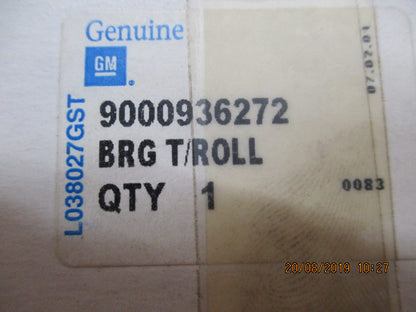 Genuine
GM
®
L038027GST
9000936272
BRG T/ROLL
QTY 1
07.02.01
0083
20/08/2019 10:27